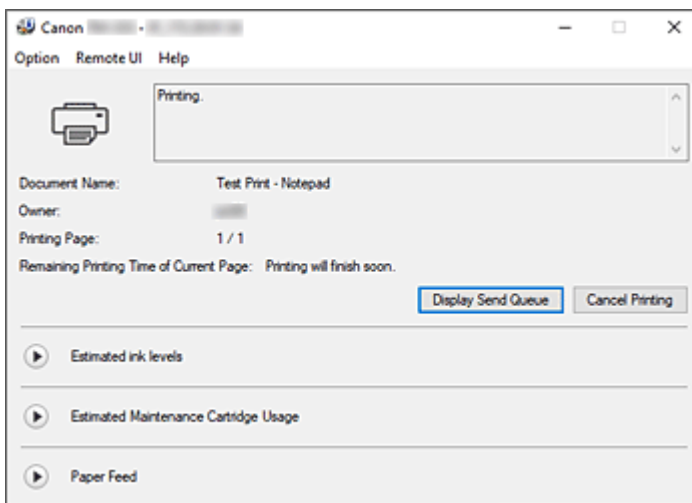 Canon -
Option Remote UI Help
Printing.
Document Name: Test Print - Notepad
Owner:
Printing Page: 1 / 1
Remaining Printing Time of Current Page: Printing will finish soon.
Display Send Queue Cancel Printing
Estimated ink levels
Estimated Maintenance Cartridge Usage
Paper Feed